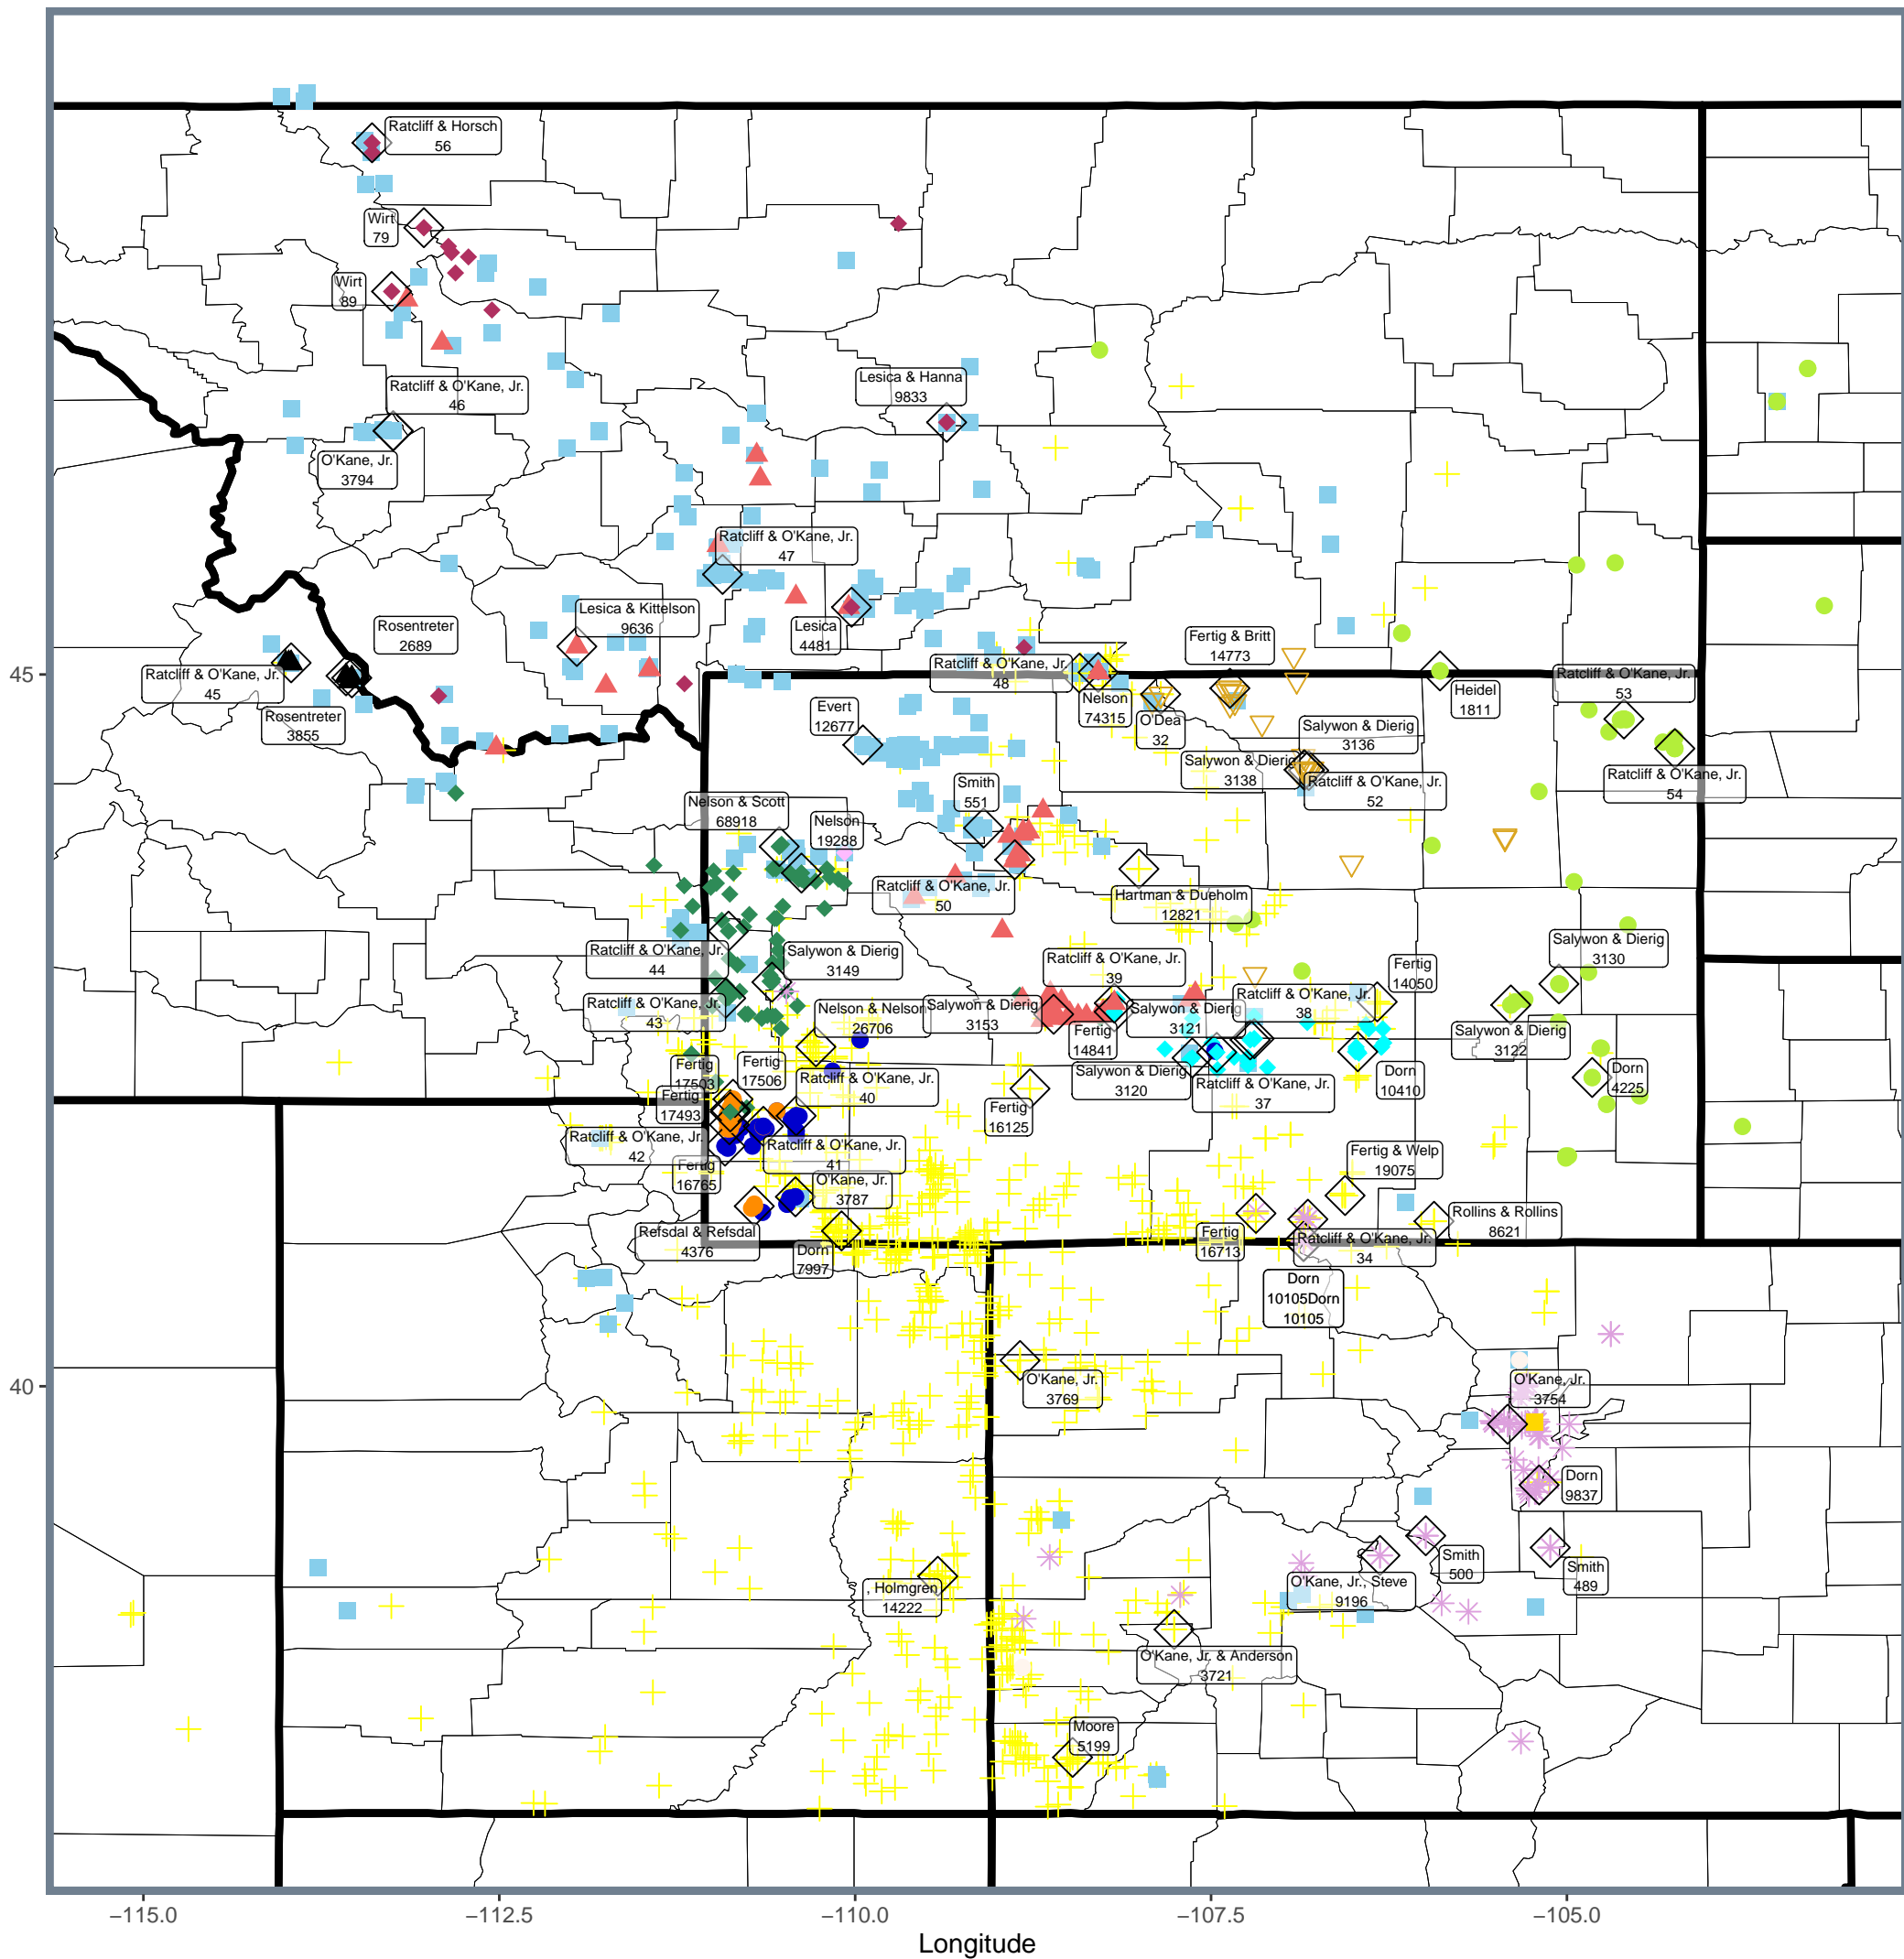 Ratcliff & Horsch
56
Wirt
79
Wirt
89
Ratcliff & O'Kane, Jr.
46
Lesica & Hanna
9833
O'Kane, Jr.
3794
Ratcliff & O'Kane, Jr.
47
Lesica & Kittelson
9636
Rosentreter
2689
Lesica
4481
Fertig & Britt
14773
45
Ratcliff & O'Kane, Jr.
45
Ratcliff & O'Kane, Jr.
48
Ratcliff & O'Kane, Jr.
53
Heidel
1811
Rosentreter
3855
Evert
12677
Nelson
74315
O'Dea
32
Salywon & Dierig
3136
Salywon & Dierig
3138
Ratcliff & O'Kane, Jr.
52
Ratcliff & O'Kane, Jr.
54
Smith
551
Nelson & Scott
68918
Nelson
19288
Ratcliff & O'Kane, Jr.
50
Hartman & Dueholm
12821
Ratcliff & O'Kane, Jr.
44
Salywon & Dierig
3149
Ratcliff & O'Kane, Jr.
39
Salywon & Dierig
3130
Fertig
14050
Ratcliff & O'Kane, Jr.
43
Nelson & Nelson
26706
Salywon & Dierig
3153
Salywon & Dierig
3121
Ratcliff & O'Kane, Jr.
38
Fertig
14841
Salywon & Dierig
3122
Fertig
17503
Fertig
17506
Ratcliff & O'Kane, Jr.
40
Salywon & Dierig
3120
Ratcliff & O'Kane, Jr.
37
Dorn
10410
Dorn
4225
Fertig
17493
Fertig
16125
Ratcliff & O'Kane, Jr.
42
Ratcliff & O'Kane, Jr.
41
Fertig & Welp
19075
Fertig
16765
O'Kane, Jr.
3787
Rollins & Rollins
8621
Refsdal & Refsdal
4376
Dorn
7997
Fertig
16713
Ratcliff & O'Kane, Jr.
34
Dorn
10105Dorn
10105
40
O'Kane, Jr.
3769
O'Kane, Jr.
3754
Dorn
9837
Smith
500
Smith
489
O'Kane, Jr., Steve
9196
, Holmgren
14222
O'Kane, Jr. & Anderson
3721
Moore
5199
−115.0
−112.5
−110.0
−107.5
−105.0
Longitude